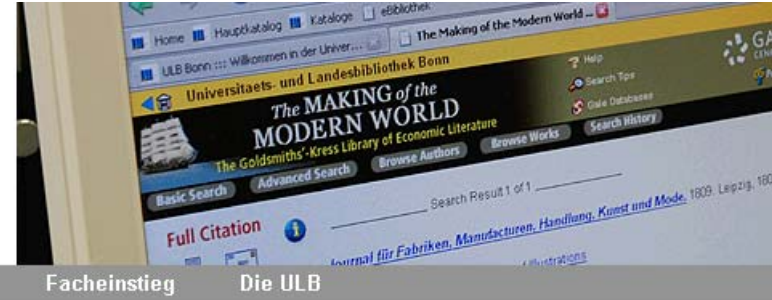 Home Hauptkatalog Kataloge eBibliothek
ULB Bonn ::: Willkommen in der Univer... The Making of the Modern World ...
Universitaets- und Landesbibliothek Bonn
The MAKING of the
MODERN WORLD
The Goldsmiths'-Kress Library of Economic Literature
Help
Search Tips
Gale Databases
Basic Search Advanced Search Browse Authors Browse Works Search History
Search Result 1 of 1
Full Citation
Journal für Fabriken, Manufacturen, Handlung, Kunst und Mode, 1809. Leipzig, 180
Illustrations
Facheinstieg Die ULB